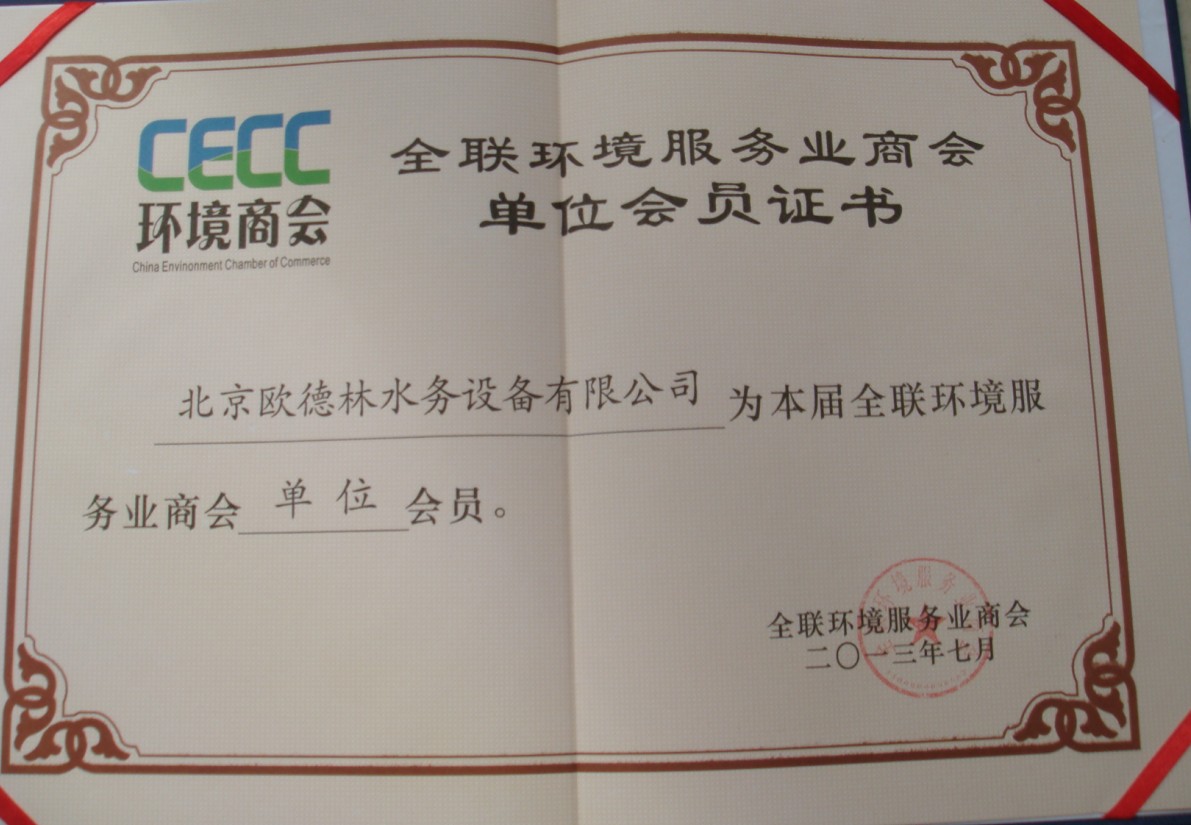 CECC
环境商会
China Envinonment Chamber of Commerce
全联环境服务业商会
单位会员证书
北京欧德林水务设备有限公司为本届全联环境服
务业商会单位会员。
全联环境服务业商会
二〇一三年七月